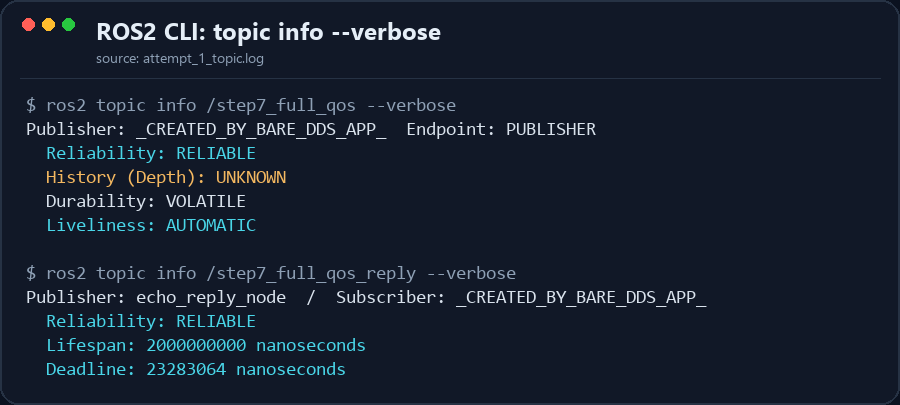 ROS2 CLI: topic info --verbose
source: attempt_1_topic.log
$ ros2 topic info /step7_full_qos --verbose
Publisher: _CREATED_BY_BARE_DDS_APP_  Endpoint: PUBLISHER
  Reliability: RELIABLE
  History (Depth): UNKNOWN
  Durability: VOLATILE
  Liveliness: AUTOMATIC
$ ros2 topic info /step7_full_qos_reply --verbose
Publisher: echo_reply_node  /  Subscriber: _CREATED_BY_BARE_DDS_APP_
  Reliability: RELIABLE
  Lifespan: 2000000000 nanoseconds
  Deadline: 23283064 nanoseconds